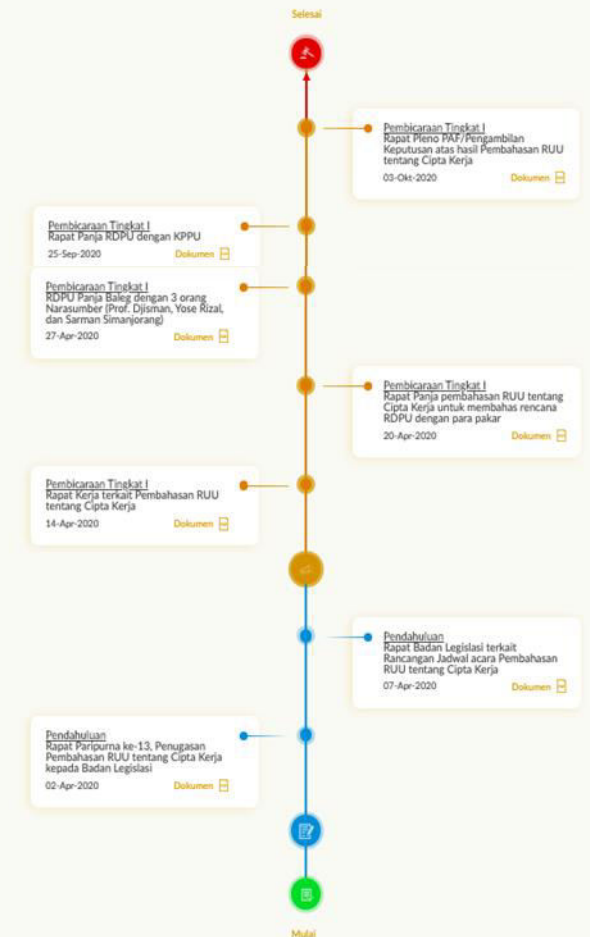 Selesai
Pembicaraan Tingkat I
Rapat Pleno PAF/Pengambilan
Keputusan atas hasil Pembahasan RUU
tentang Cipta Kerja
03-Okt-2020 Dokumen
Pembicaraan Tingkat I
Rapat Panja RDPU dengan KPPU
25-Sep-2020 Dokumen
Pembicaraan Tingkat I
RDPU Panja Baleg dengan 3 orang
Narasumber (Prof. Djisman, Yose Rizal,
dan Sarman Simanjorang)
27-Apr-2020 Dokumen
Pembicaraan Tingkat I
Rapat Panja pembahasan RUU tentang
Cipta Kerja untuk membahas rencana
RDPU dengan para pakar
20-Apr-2020 Dokumen
Pembicaraan Tingkat I
Rapat Kerja terkait Pembahasan RUU
tentang Cipta Kerja
14-Apr-2020 Dokumen
Pendahuluan
Rapat Badan Legislasi terkait
Rancangan Jadwal acara Pembahasan
RUU tentang Cipta Kerja
07-Apr-2020 Dokumen
Pendahuluan
Rapat Paripurna ke-13, Penugasan
Pembahasan RUU tentang Cipta Kerja
kepada Badan Legislasi
02-Apr-2020 Dokumen
Mulai